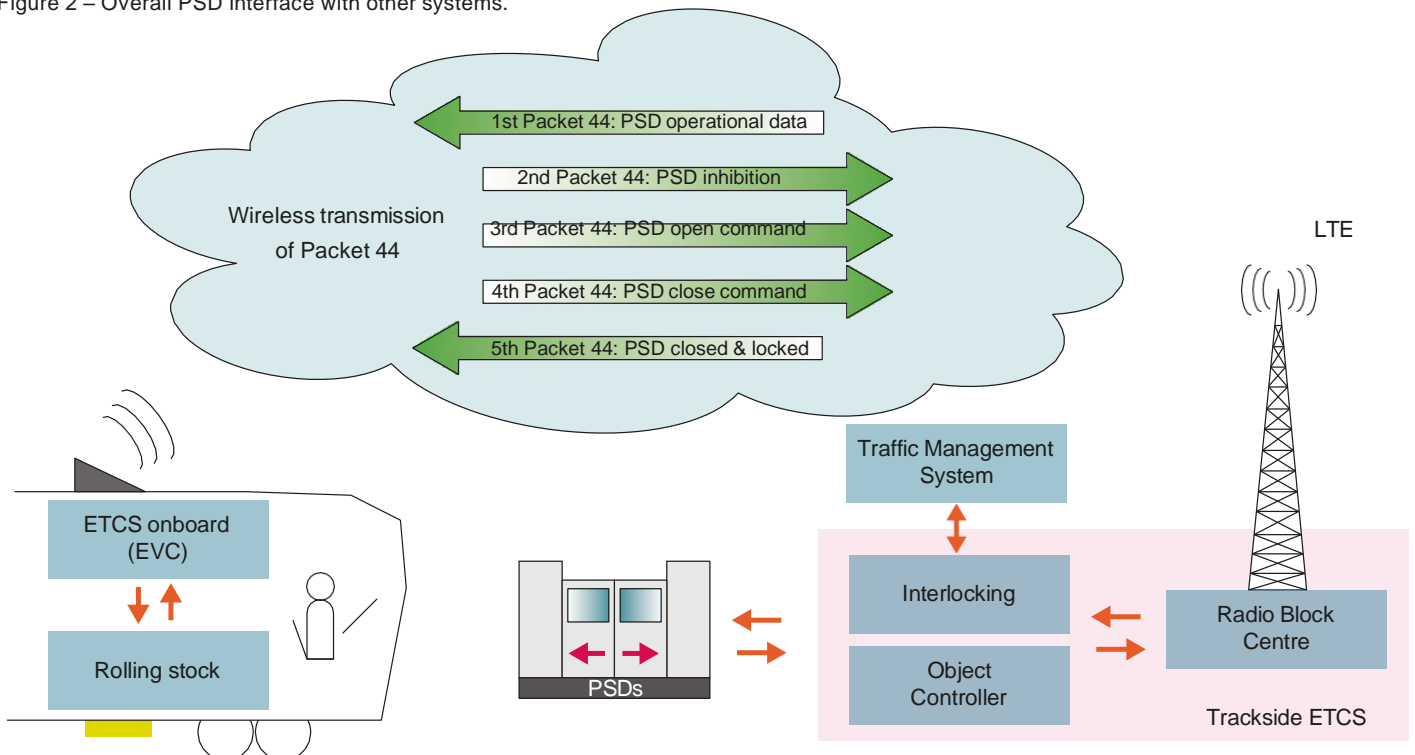 Figure 2 – Overall PSD interface with other systems.
1st Packet 44: PSD operational data
2nd Packet 44: PSD inhibition
Wireless transmission
of Packet 44
3rd Packet 44: PSD open command
4th Packet 44: PSD close command
5th Packet 44: PSD closed & locked
LTE
Traffic Management
System
ETCS onboard
(EVC)
Rolling stock
PSDs
Interlocking
Object
Controller
Radio Block
Centre
Trackside ETCS